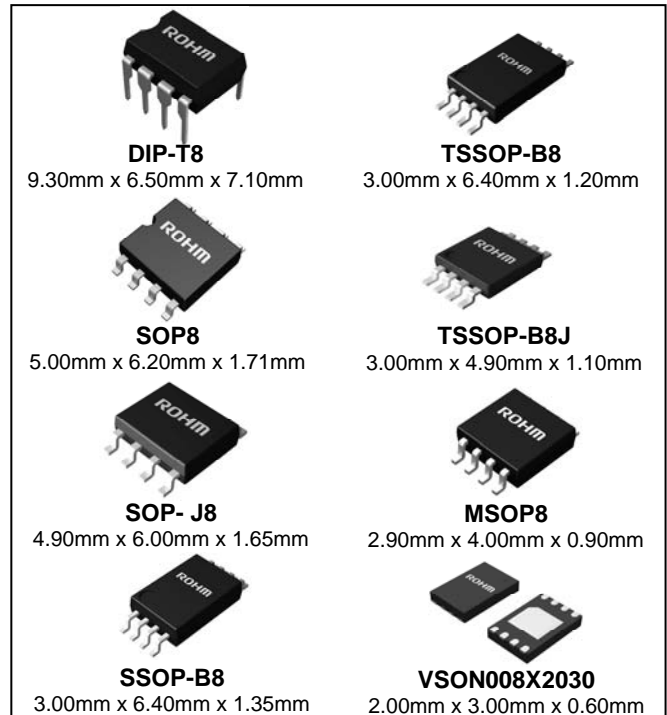 ROHM
DIP-T8
9.30mm x 6.50mm x 7.10mm
ROHM
TSSOP-B8
3.00mm x 6.40mm x 1.20mm
ROHM
SOP8
5.00mm x 6.20mm x 1.71mm
ROHM
TSSOP-B8J
3.00mm x 4.90mm x 1.10mm
ROHM
SOP- J8
4.90mm x 6.00mm x 1.65mm
ROHM
MSOP8
2.90mm x 4.00mm x 0.90mm
ROHM
SSOP-B8
3.00mm x 6.40mm x 1.35mm
ROHM
VSON008X2030
2.00mm x 3.00mm x 0.60mm